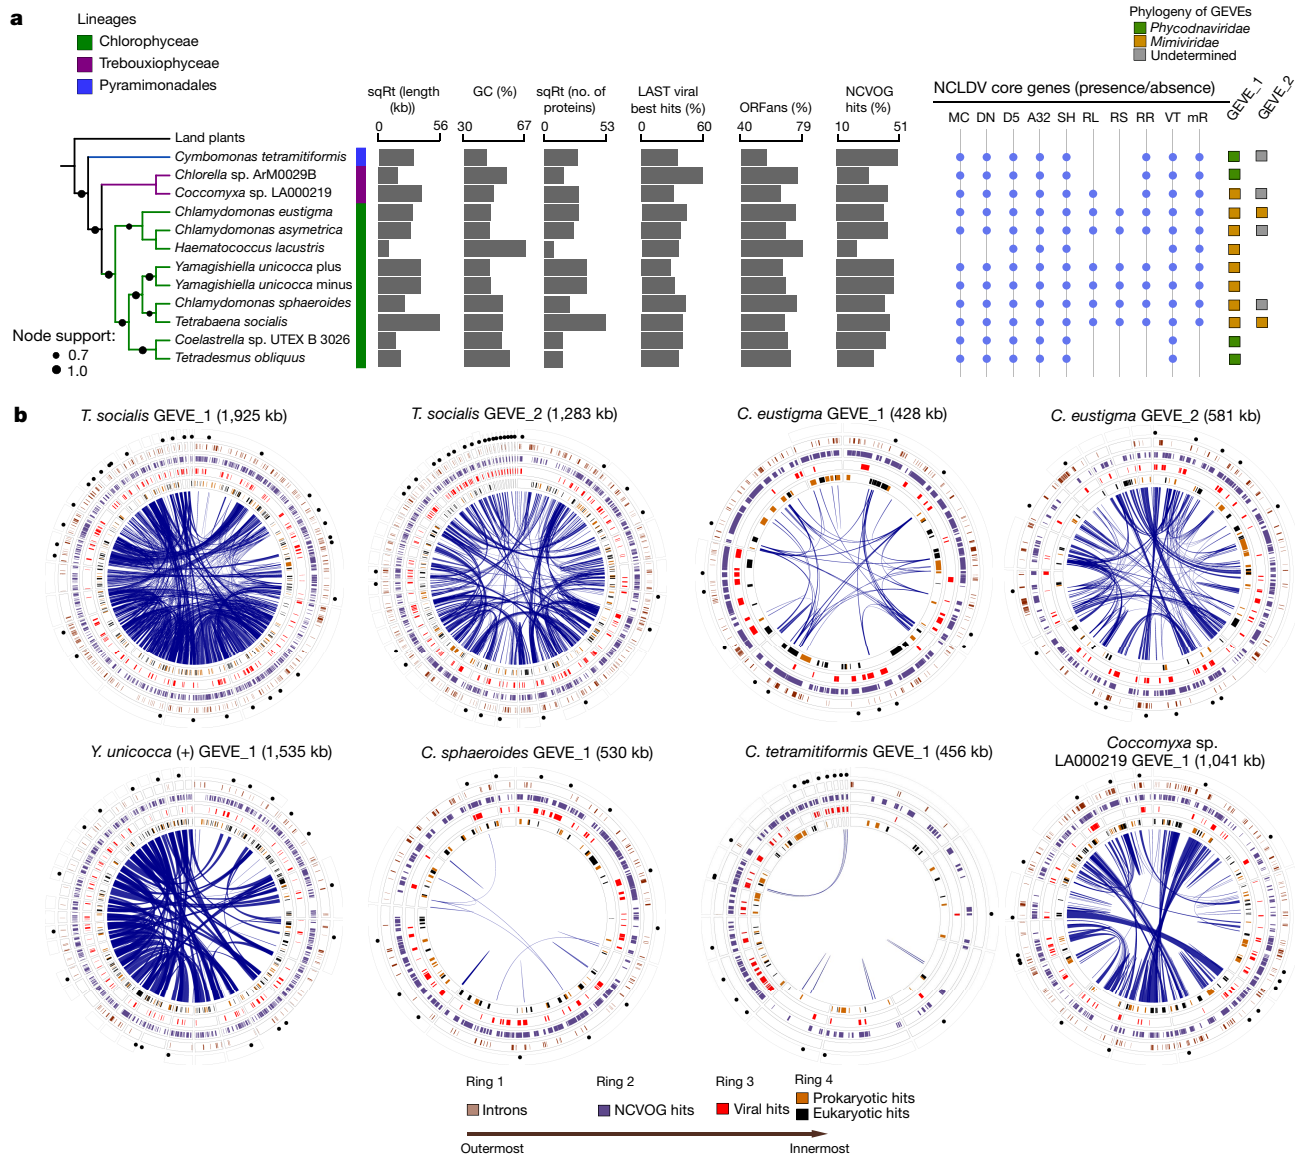 a
Lineages
Chlorophyceae
Trebouxiophyceae
Pyramimonadales
Phylogeny of GEVEs
Phycodnaviridae
Mimiviridae
Undetermined
sqRt (length
(kb))
GC (%)
sqRt (no. of
proteins)
LAST viral
best hits (%)
ORFans (%)
NCVOG
hits (%)
NCLDV core genes (presence/absence)
GEVE_1
GEVE_2
0 56
30 67
0 53
0 60
40 79
10 51
MC DN D5 A32 SH RL RS RR VT mR
Land plants
Cymbomonas tetramitiformis
Chlorella sp. ArM0029B
Coccomyxa sp. LA000219
Chlamydomonas eustigma
Chlamydomonas asymetrica
Haematococcus lacustris
Yamagishiella unicocca plus
Yamagishiella unicocca minus
Chlamydomonas sphaeroides
Tetrabaena socialis
Coelastrella sp. UTEX B 3026
Tetradesmus obliquus
Node support:
0.7
1.0
b
T. socialis GEVE_1 (1,925 kb)
T. socialis GEVE_2 (1,283 kb)
C. eustigma GEVE_1 (428 kb)
C. eustigma GEVE_2 (581 kb)
Y. unicocca (+) GEVE_1 (1,535 kb)
C. sphaeroides GEVE_1 (530 kb)
C. tetramitiformis GEVE_1 (456 kb)
Coccomyxa sp.
LA000219 GEVE_1 (1,041 kb)
Ring 1
Introns
Ring 2
NCVOG hits
Ring 3
Viral hits
Ring 4
Prokaryotic hits
Eukaryotic hits
Outermost
Innermost